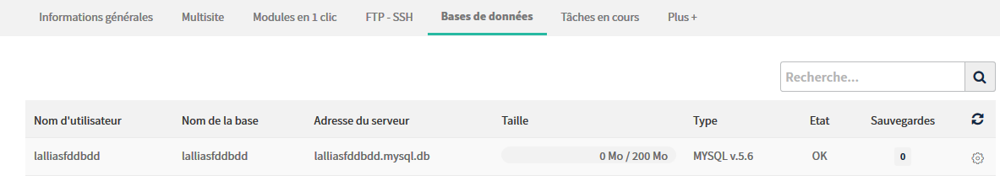 Informations générales Multisite Modules en 1 clic FTP - SSH Bases de données Tâches en cours Plus +
Recherche...
Nom d'utilisateur Nom de la base Adresse du serveur Taille Type Etat Sauvegardes
lalliasfddbdd lalliasfddbdd lalliasfddbdd.mysql.db 0 Mo / 200 Mo MYSQL v.5.6 OK 0